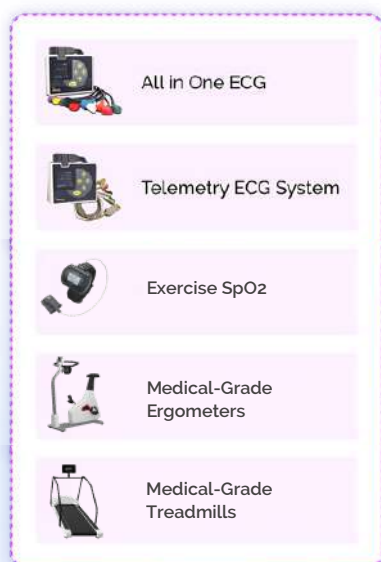 All in One ECG
Telemetry ECG System
Exercise SpO2
Medical-Grade
Ergometers
Medical-Grade
Treadmills